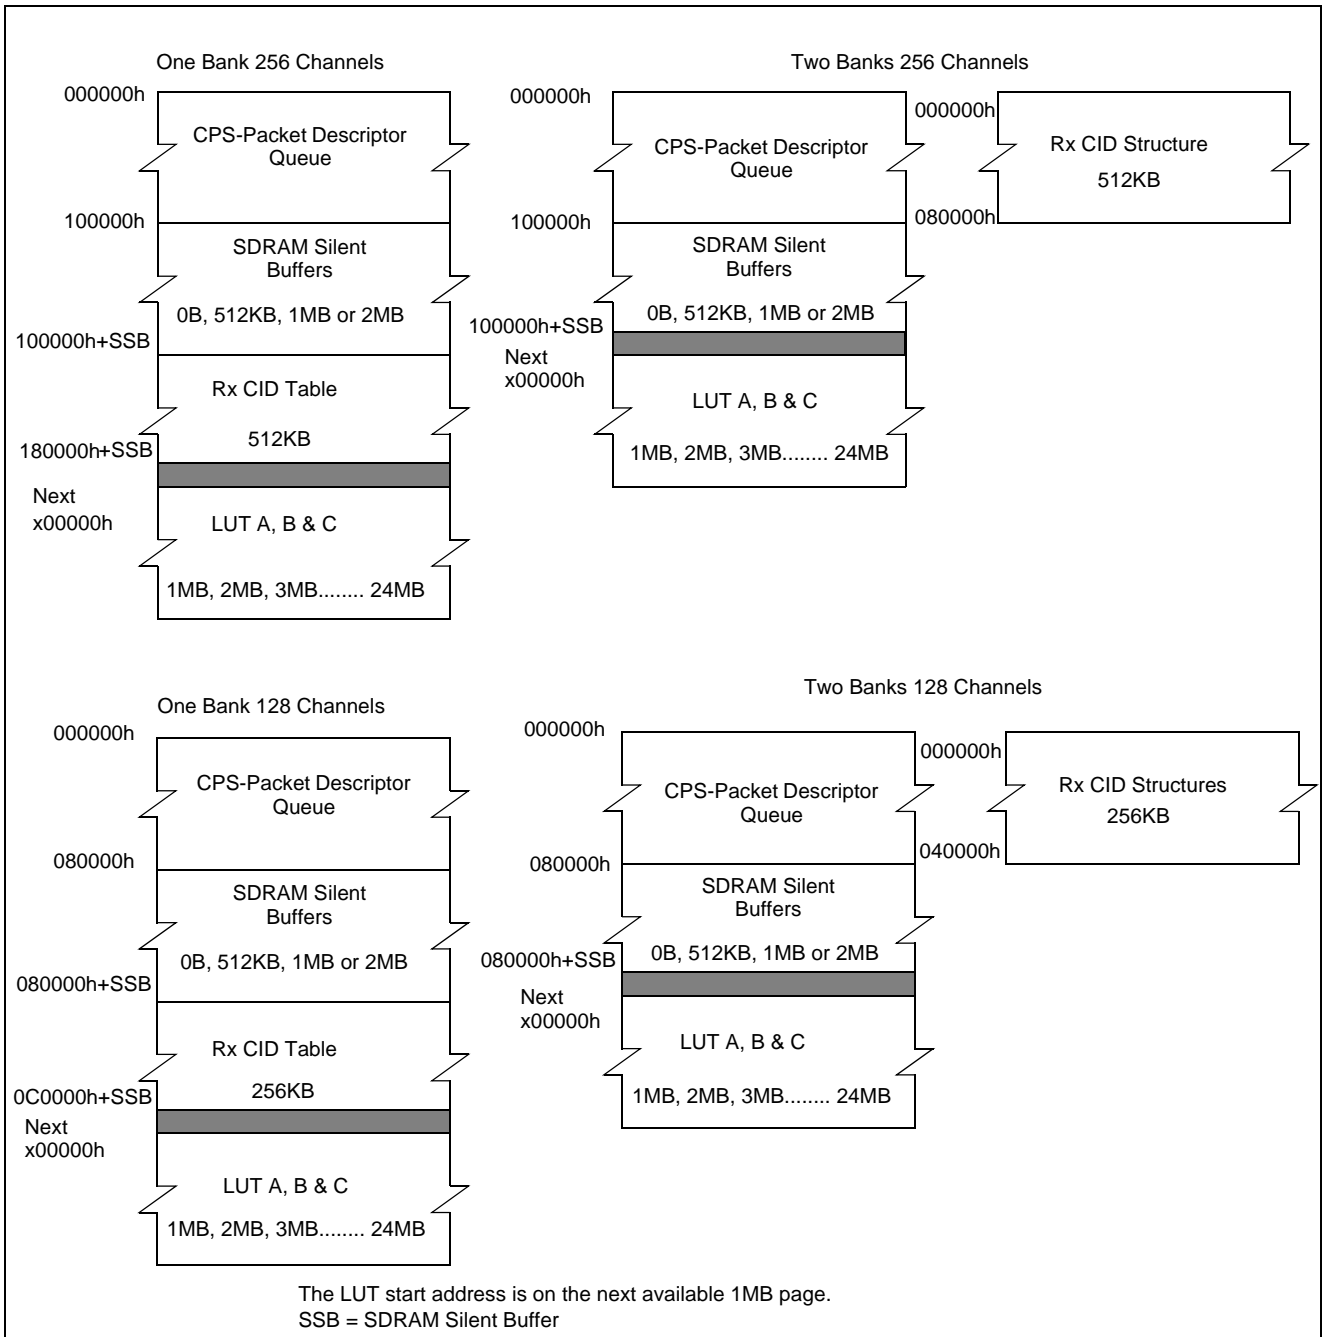 One Bank 256 Channels
000000h
CPS-Packet Descriptor
Queue
100000h
SDRAM Silent
Buffers
0B, 512KB, 1MB or 2MB
100000h+SSB
Rx CID Table
512KB
180000h+SSB
Next
x00000h
LUT A, B & C
1MB, 2MB, 3MB........ 24MB
Two Banks 256 Channels
000000h
CPS-Packet Descriptor
Queue
100000h
SDRAM Silent
Buffers
0B, 512KB, 1MB or 2MB
100000h+SSB
Next
x00000h
LUT A, B & C
1MB, 2MB, 3MB........ 24MB
000000h
Rx CID Structure
512KB
080000h
One Bank 128 Channels
000000h
CPS-Packet Descriptor
Queue
080000h
SDRAM Silent
Buffers
0B, 512KB, 1MB or 2MB
080000h+SSB
Rx CID Table
256KB
0C0000h+SSB
Next
x00000h
LUT A, B & C
1MB, 2MB, 3MB........ 24MB
Two Banks 128 Channels
000000h
CPS-Packet Descriptor
Queue
080000h
SDRAM Silent
Buffers
0B, 512KB, 1MB or 2MB
080000h+SSB
Next
x00000h
LUT A, B & C
1MB, 2MB, 3MB........ 24MB
000000h
Rx CID Structures
256KB
040000h
The LUT start address is on the next available 1MB page.
SSB = SDRAM Silent Buffer